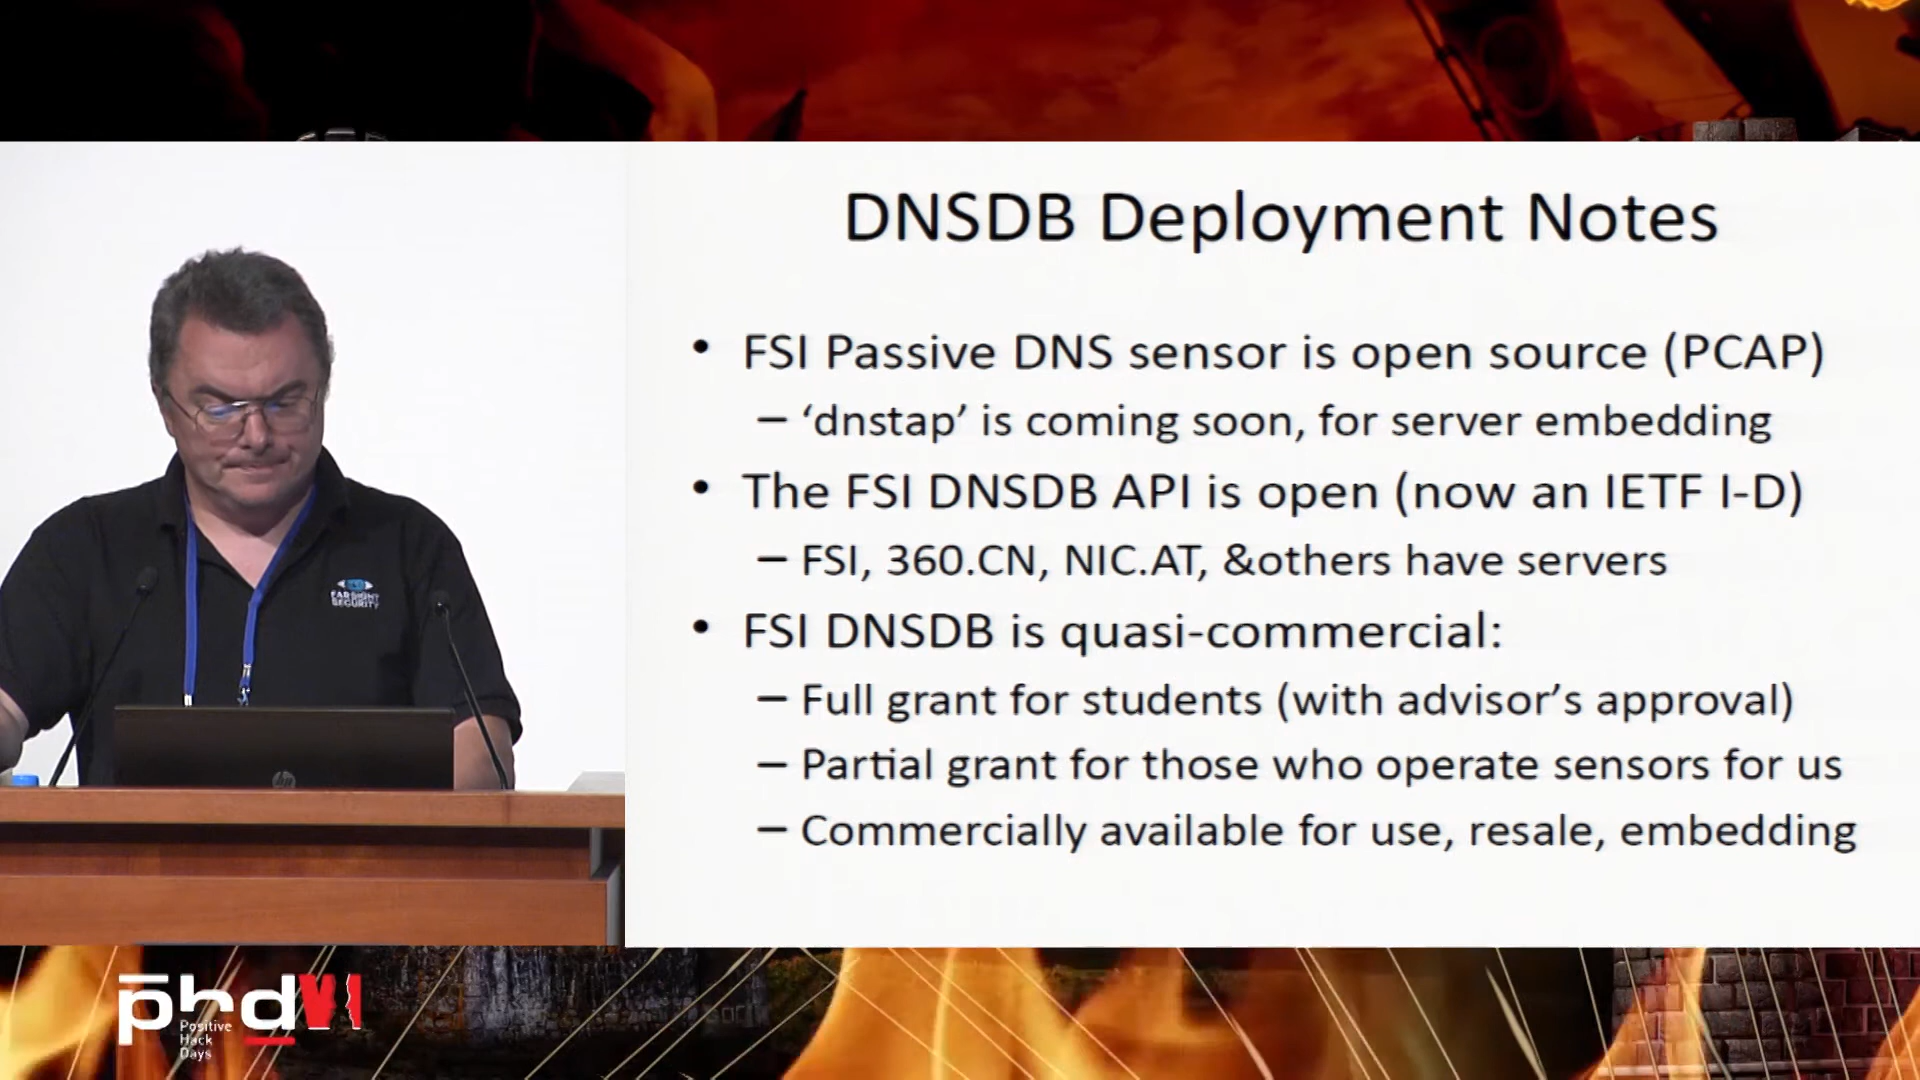 DNSDB Deployment Notes
• FSI Passive DNS sensor is open source (PCAP)
– ‘dnstap’ is coming soon, for server embedding
• The FSI DNSDB API is open (now an IETF I-D)
– FSI, 360.CN, NIC.AT, &others have servers
• FSI DNSDB is quasi-commercial:
– Full grant for students (with advisor’s approval)
– Partial grant for those who operate sensors for us
– Commercially available for use, resale, embedding
FARSIGHT
SECURITY
hp
phdVI
Positive
Hack
Days